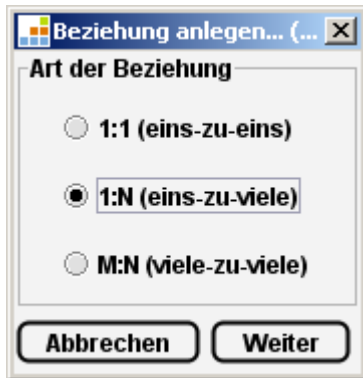 Beziehung anlegen... (...
Art der Beziehung
1:1 (eins-zu-eins)
1:N (eins-zu-viele)
M:N (viele-zu-viele)
Abbrechen Weiter